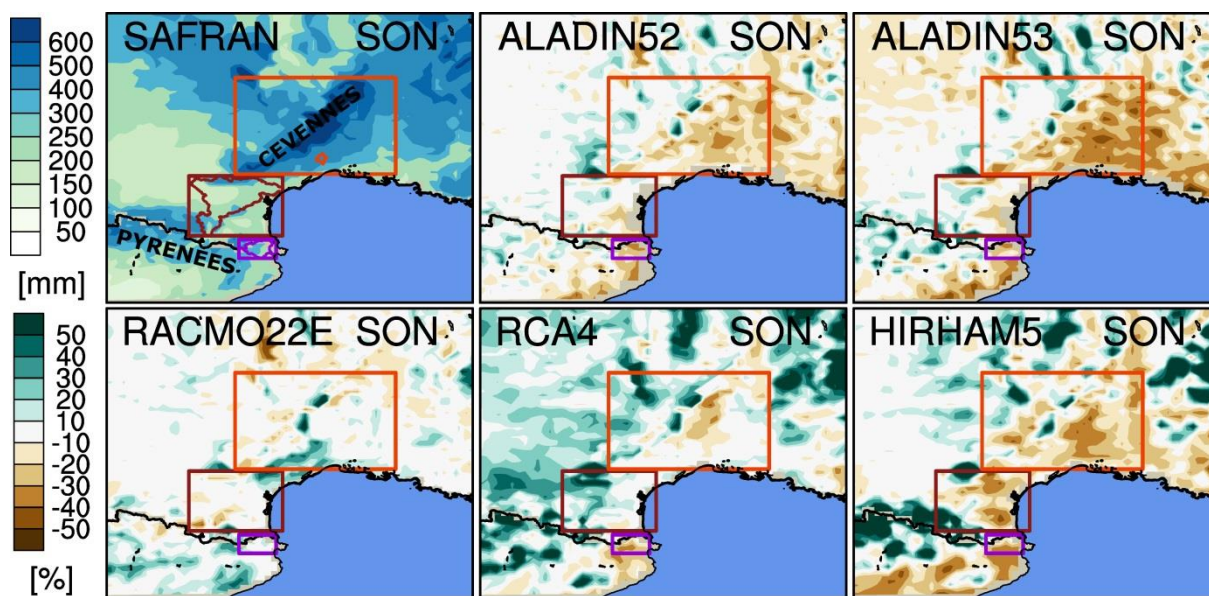 SAFRAN SON
ALADIN52 SON
ALADIN53 SON
600
500
400
300
250
200
150
100
50
[mm]
CEVENNES
PYRENEES
RACMO22E SON
RCA4 SON
HIRHAM5 SON
50
40
30
20
10
-10
-20
-30
-40
-50
[%]